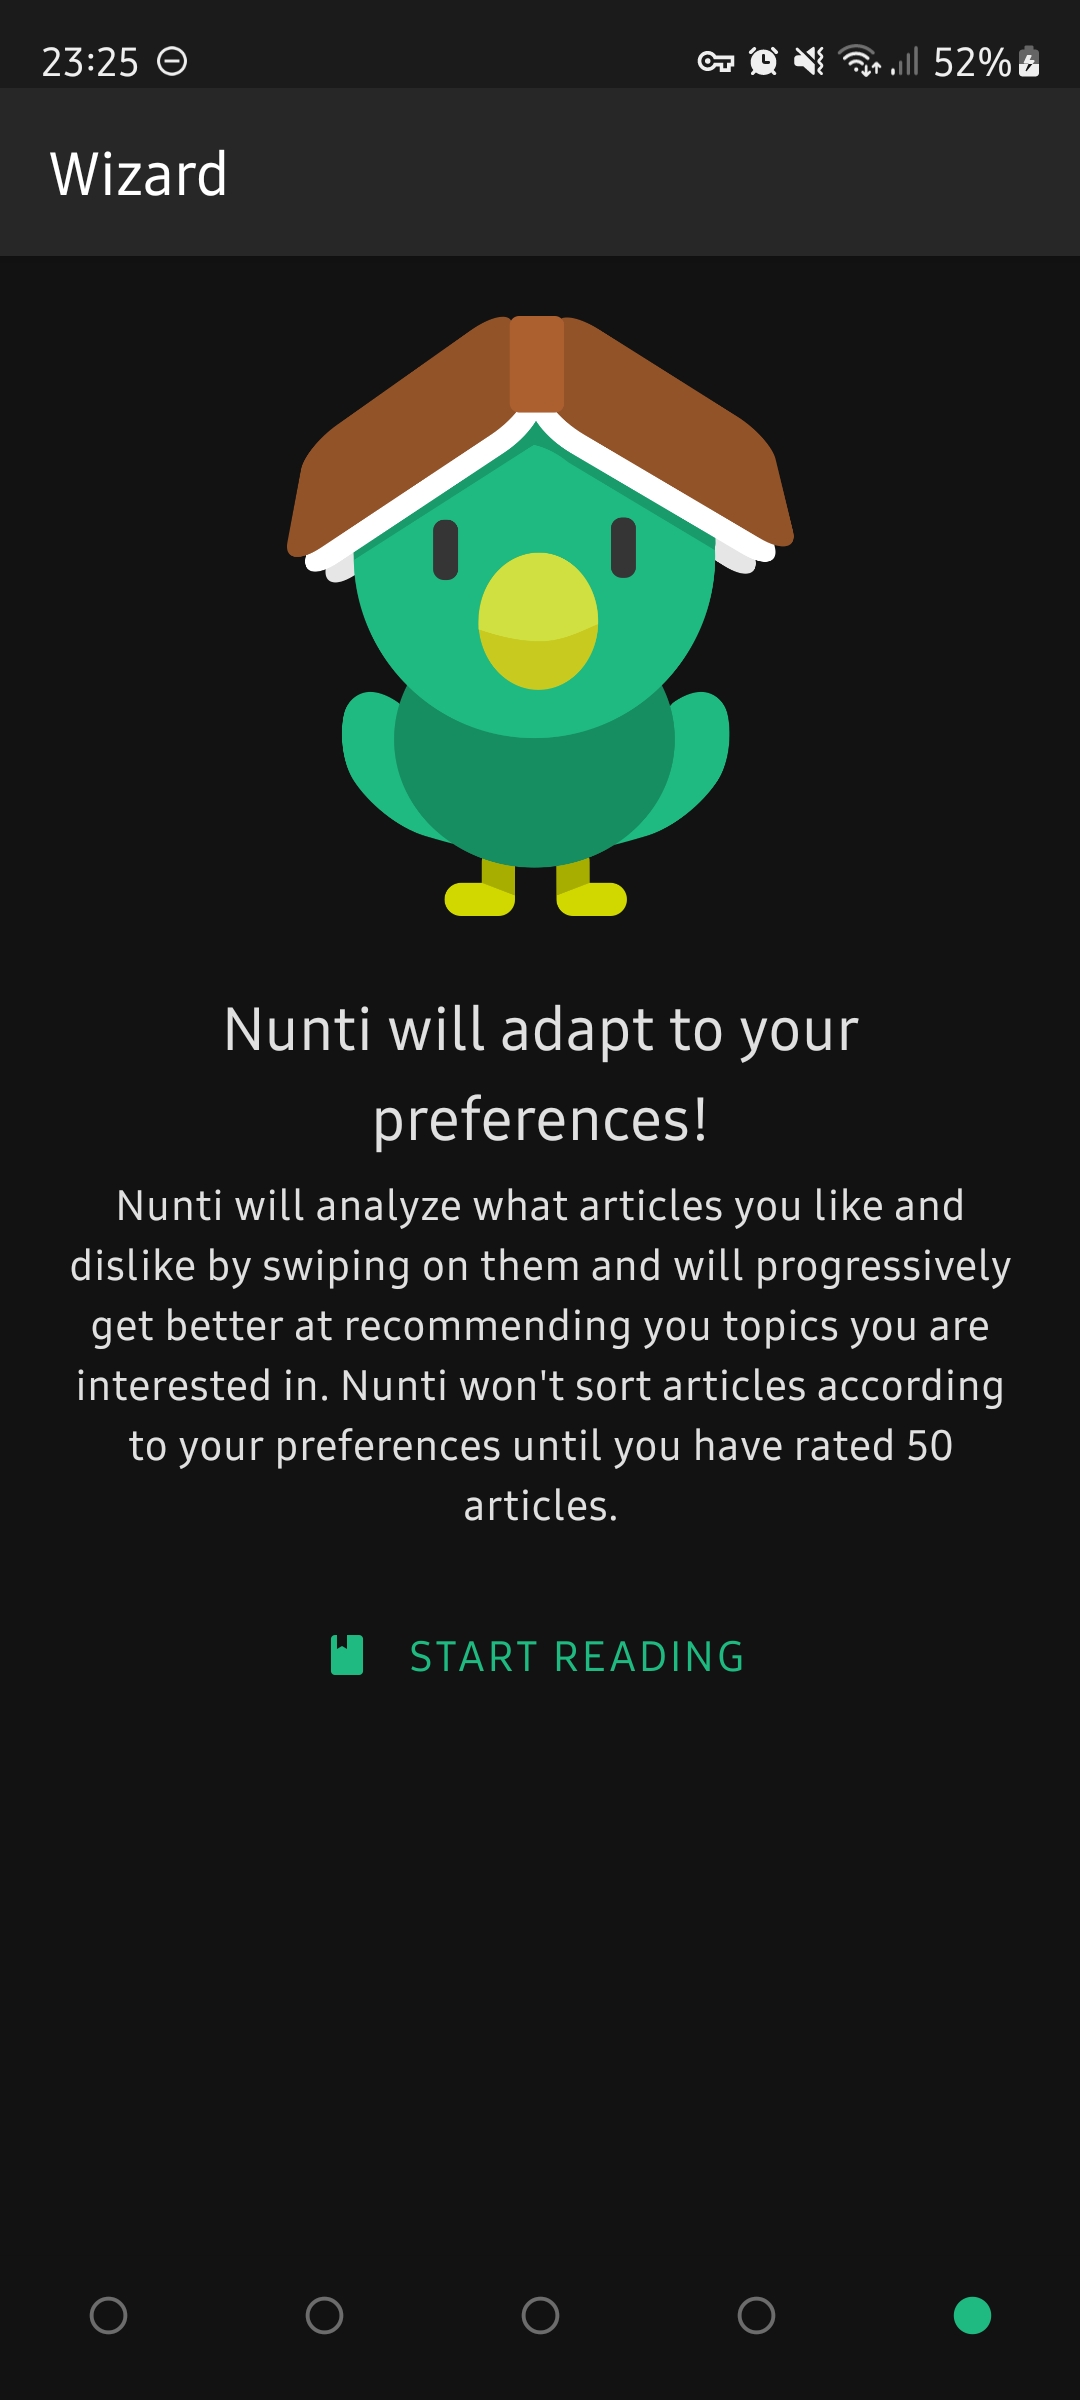 23:25
52%
Wizard
Nunti will adapt to your
preferences!
Nunti will analyze what articles you like and
dislike by swiping on them and will progressively
get better at recommending you topics you are
interested in. Nunti won't sort articles according
to your preferences until you have rated 50
articles.
START READING